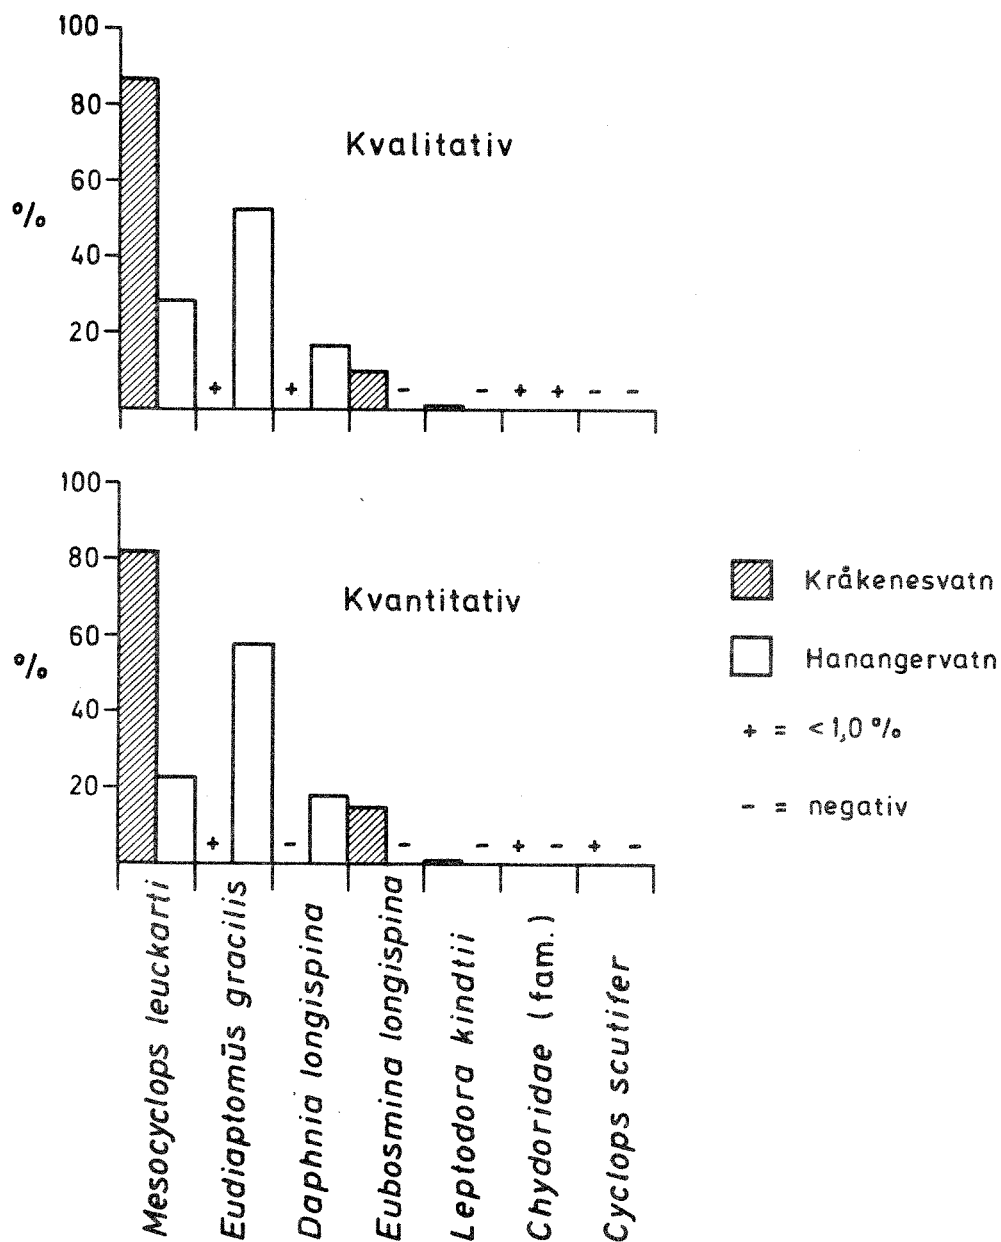 100
80
60
40
20
%
Kvalitativ
+ + - - + + - -
100
80
60
40
20
%
Kvantitativ
+ - - - + - + -
Kråkenesvatn
Hanangervatn
+ = < 1,0 %
- = negativ
Mesocyclops leuckarti
Eudiaptomūs gracilis
Daphnia longispina
Eubosmina longispina
Leptodora kindtii
Chydoridae (fam.)
Cyclops scutifer